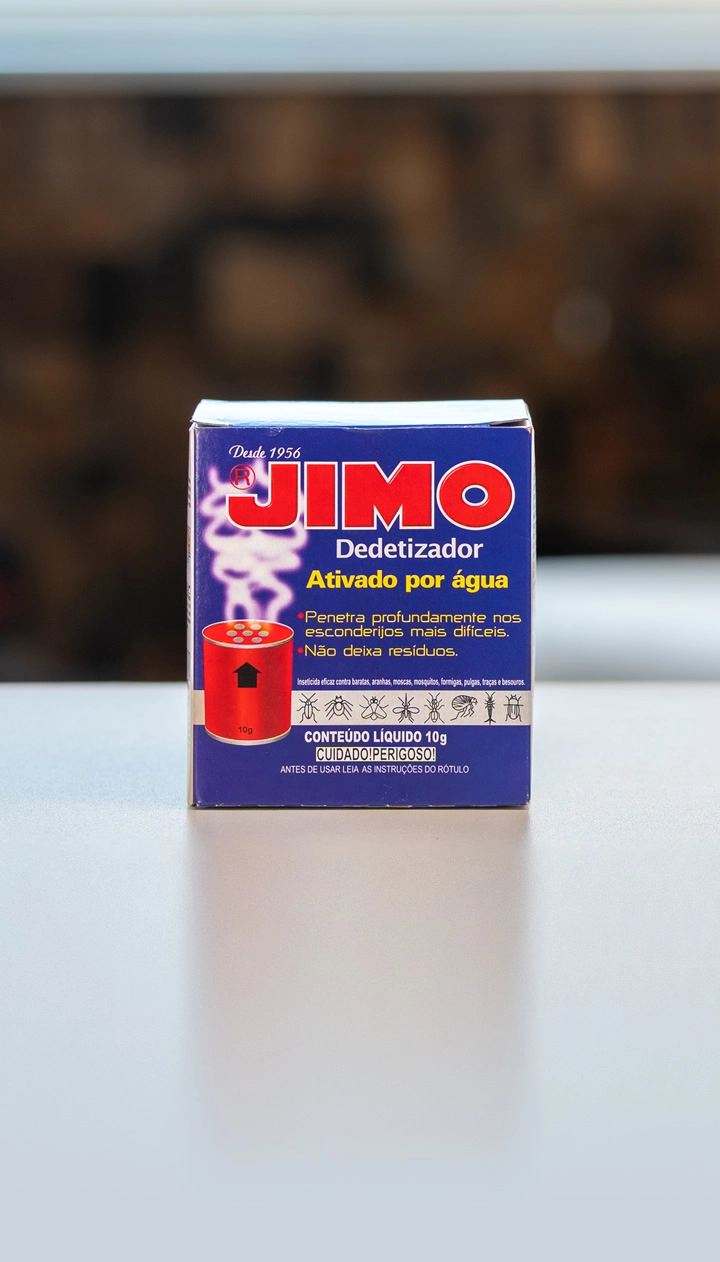 Desde 1956
®JIMO
Dedetizador
Ativado por água
•Penetra profundamente nos
esconderijos mais difíceis.
•Não deixa resíduos.
Inseticida eficaz contra baratas, aranhas, moscas, mosquitos, formigas, pulgas, traças e besouros.
10g
CONTEÚDO LÍQUIDO 10g
CUIDADO!PERIGOSO!
ANTES DE USAR LEIA AS INSTRUÇÕES DO RÓTULO